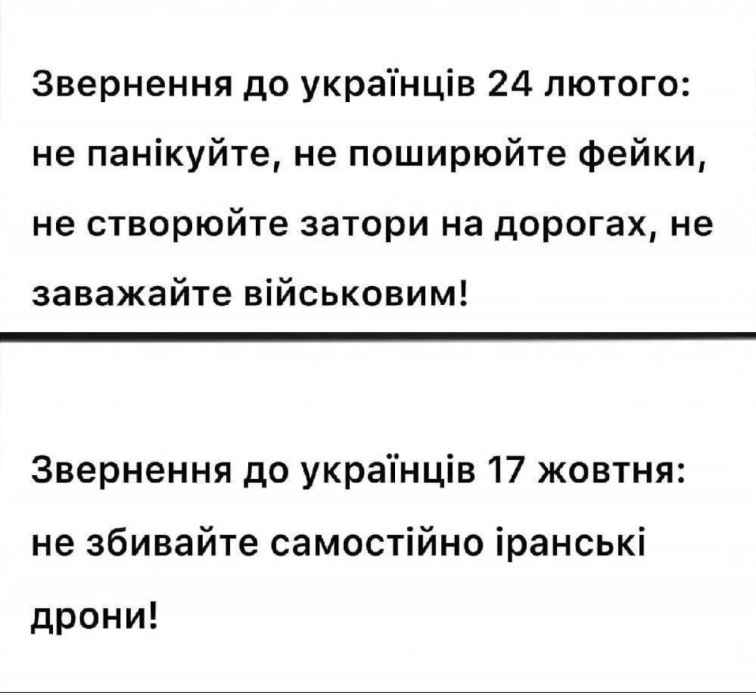 Звернення до українців 24 лютого:
не панікуйте, не поширюйте фейки,
не створюйте затори на дорогах, не
заважайте військовим!
Звернення до українців 17 жовтня:
не збивайте самостійно іранські
дрони!